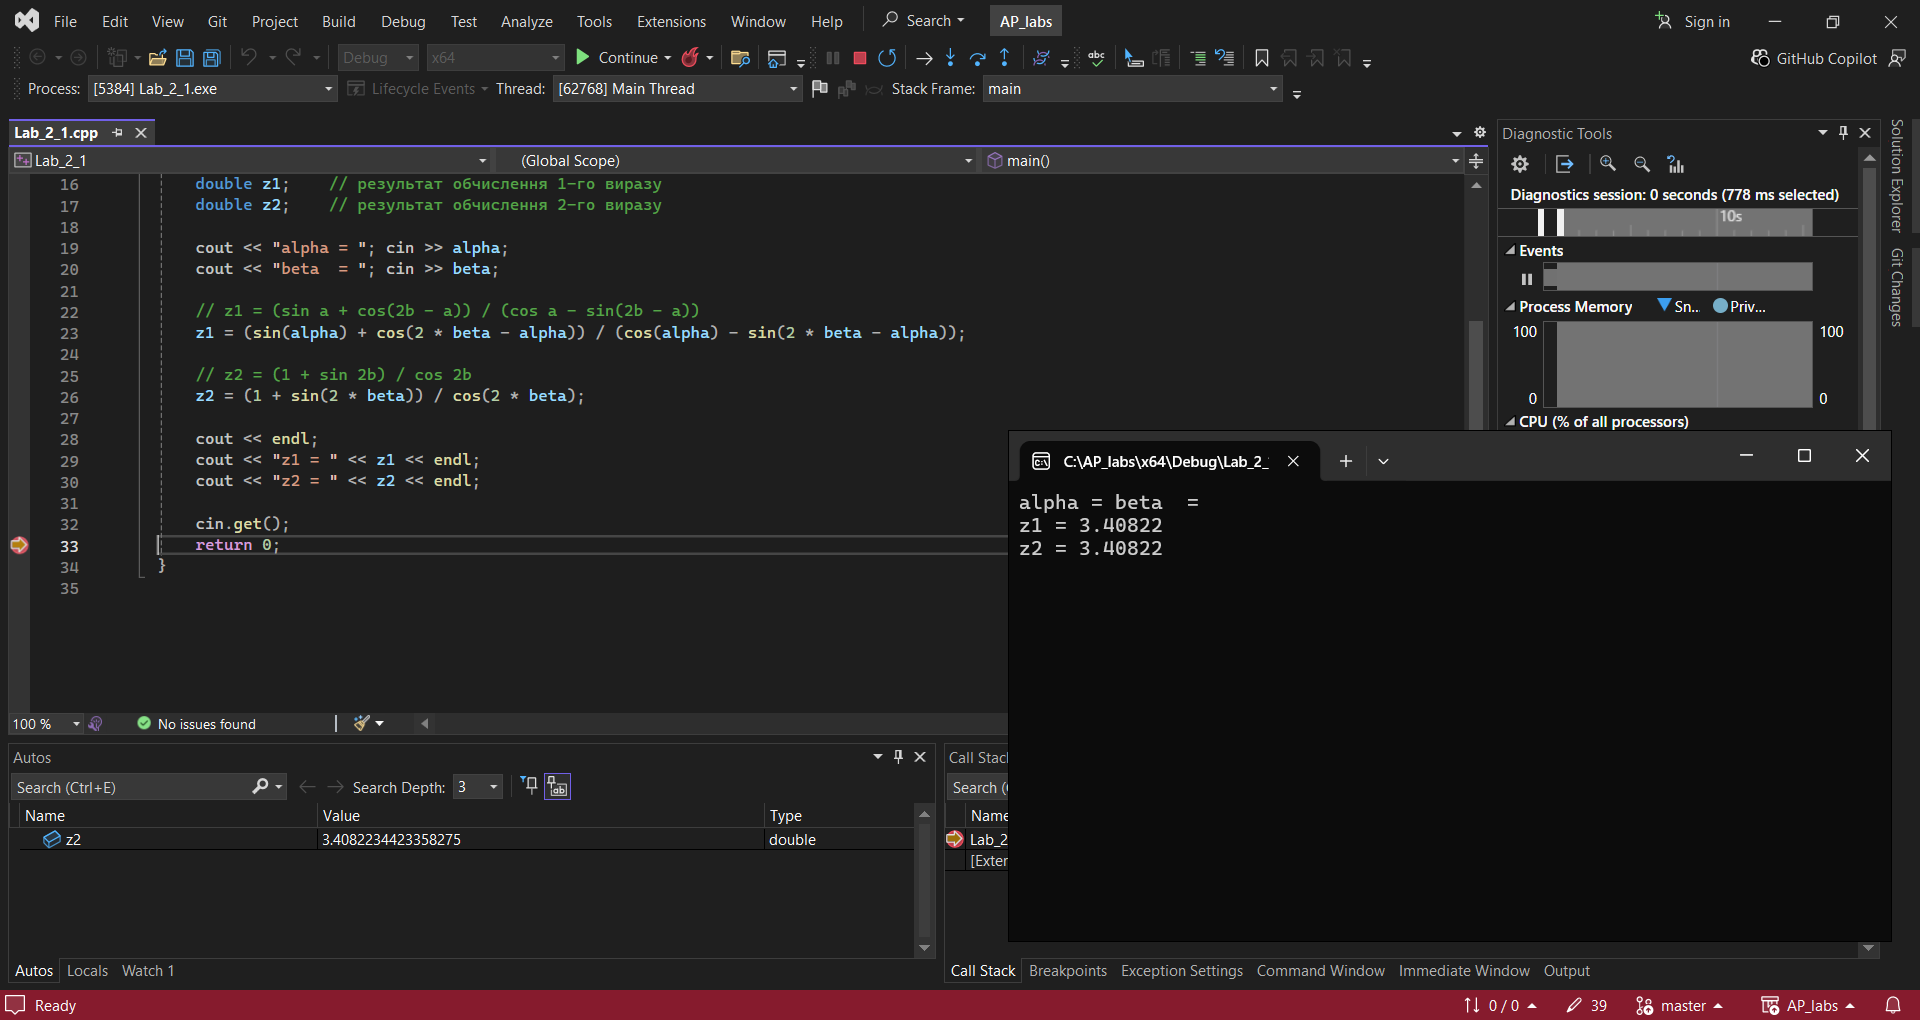 File Edit View Git Project Build Debug Test Analyze Tools Extensions Window Help Search AP_labs Sign in
Debug x64 Continue GitHub Copilot
Process: [5384] Lab_2_1.exe Lifecycle Events Thread: [62768] Main Thread Stack Frame: main
Lab_2_1.cpp
Lab_2_1 (Global Scope) main()
16 double z1; // результат обчислення 1-го виразу
17 double z2; // результат обчислення 2-го виразу
18
19 cout << "alpha = "; cin >> alpha;
20 cout << "beta  = "; cin >> beta;
21
22 // z1 = (sin a + cos(2b - a)) / (cos a - sin(2b - a))
23 z1 = (sin(alpha) + cos(2 * beta - alpha)) / (cos(alpha) - sin(2 * beta - alpha));
24
25 // z2 = (1 + sin 2b) / cos 2b
26 z2 = (1 + sin(2 * beta)) / cos(2 * beta);
27
28 cout << endl;
29 cout << "z1 = " << z1 << endl;
30 cout << "z2 = " << z2 << endl;
31
32 cin.get();
33 return 0;
34 }
35
100 % No issues found
Diagnostic Tools
Diagnostics session: 0 seconds (778 ms selected)
10s
Events
Process Memory Sn... Priv...
100 100
0 0
CPU (% of all processors)
Solution Explorer
Git Changes
C:\AP_labs\x64\Debug\Lab_2_
alpha = beta  =
z1 = 3.40822
z2 = 3.40822
Autos
Search (Ctrl+E) Search Depth: 3
Name Value Type
z2 3.4082234423358275 double
Autos Locals Watch 1
Call Stack
Search (
Name
Lab_2
[Exter
Call Stack Breakpoints Exception Settings Command Window Immediate Window Output
Ready 0 / 0 39 master AP_labs